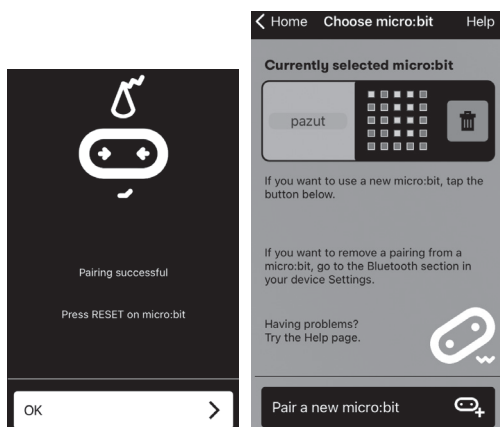 Pairing successful
Press RESET on micro:bit
OK
Home Choose micro:bit Help
Currently selected micro:bit
pazut
If you want to use a new micro:bit, tap the
button below.
If you want to remove a pairing from a
micro:bit, go to the Bluetooth section in
your device Settings.
Having problems?
Try the Help page.
Pair a new micro:bit